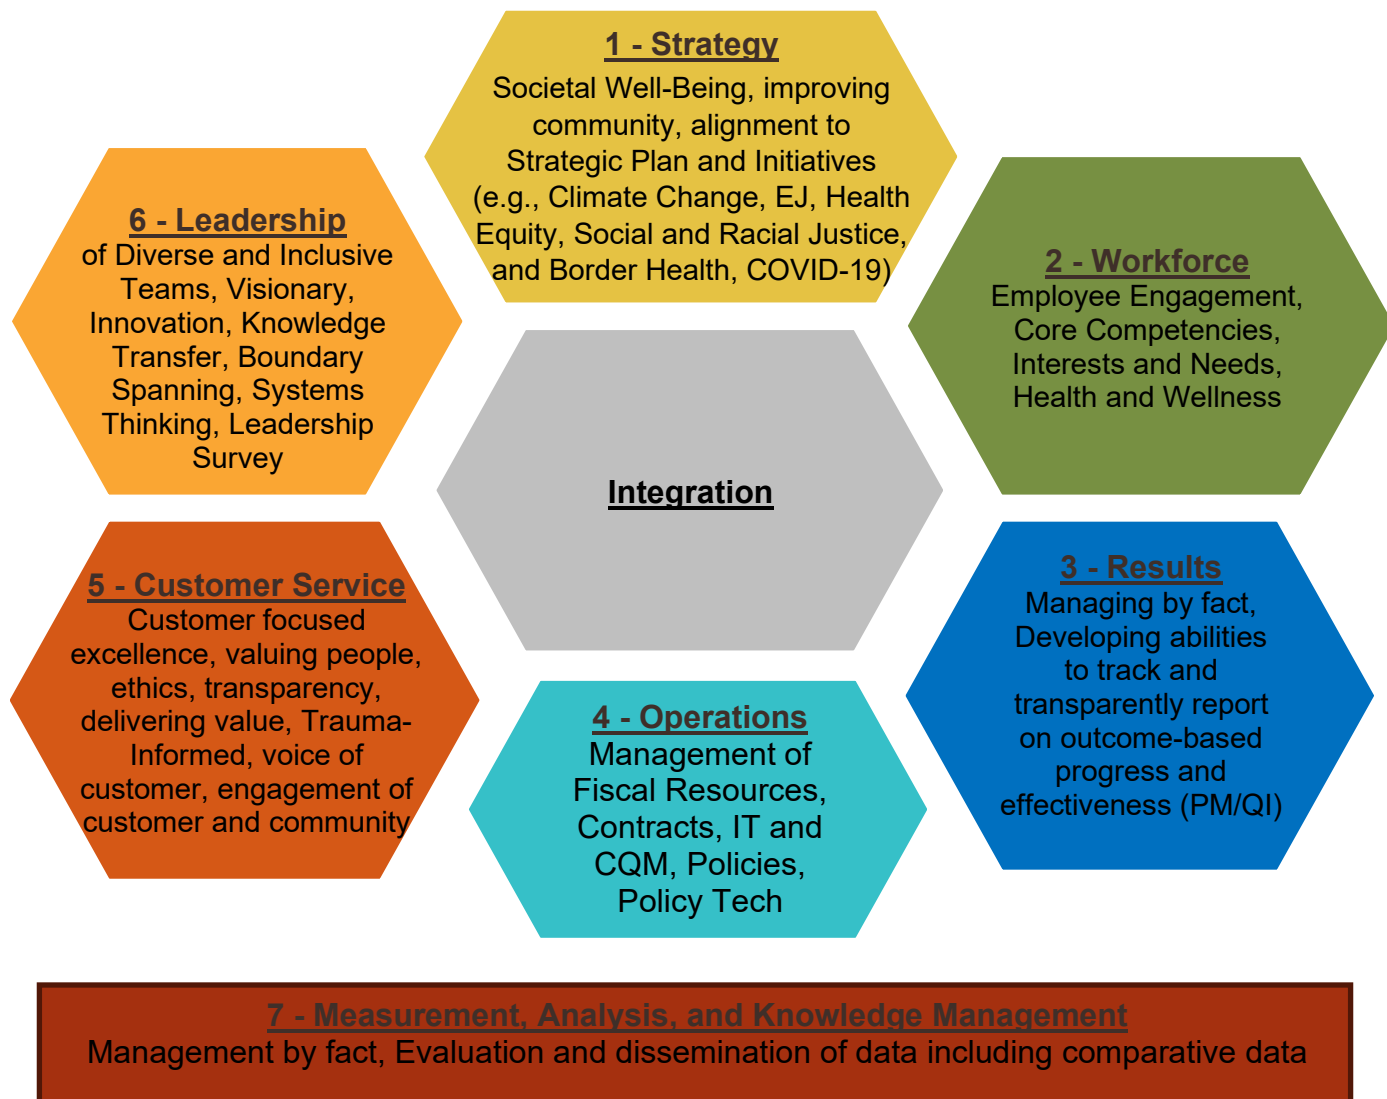 1 - Strategy
Societal Well-Being, improving
community, alignment to
Strategic Plan and Initiatives
(e.g., Climate Change, EJ, Health
Equity, Social and Racial Justice,
and Border Health, COVID-19)
2 - Workforce
Employee Engagement,
Core Competencies,
Interests and Needs,
Health and Wellness
3 - Results
Managing by fact,
Developing abilities
to track and
transparently report
on outcome-based
progress and
effectiveness (PM/QI)
4 - Operations
Management of
Fiscal Resources,
Contracts, IT and
CQM, Policies,
Policy Tech
5 - Customer Service
Customer focused
excellence, valuing people,
ethics, transparency,
delivering value, Trauma-
Informed, voice of
customer, engagement of
customer and community
6 - Leadership
of Diverse and Inclusive
Teams, Visionary,
Innovation, Knowledge
Transfer, Boundary
Spanning, Systems
Thinking, Leadership
Survey
Integration
7 - Measurement, Analysis, and Knowledge Management
Management by fact, Evaluation and dissemination of data including comparative data